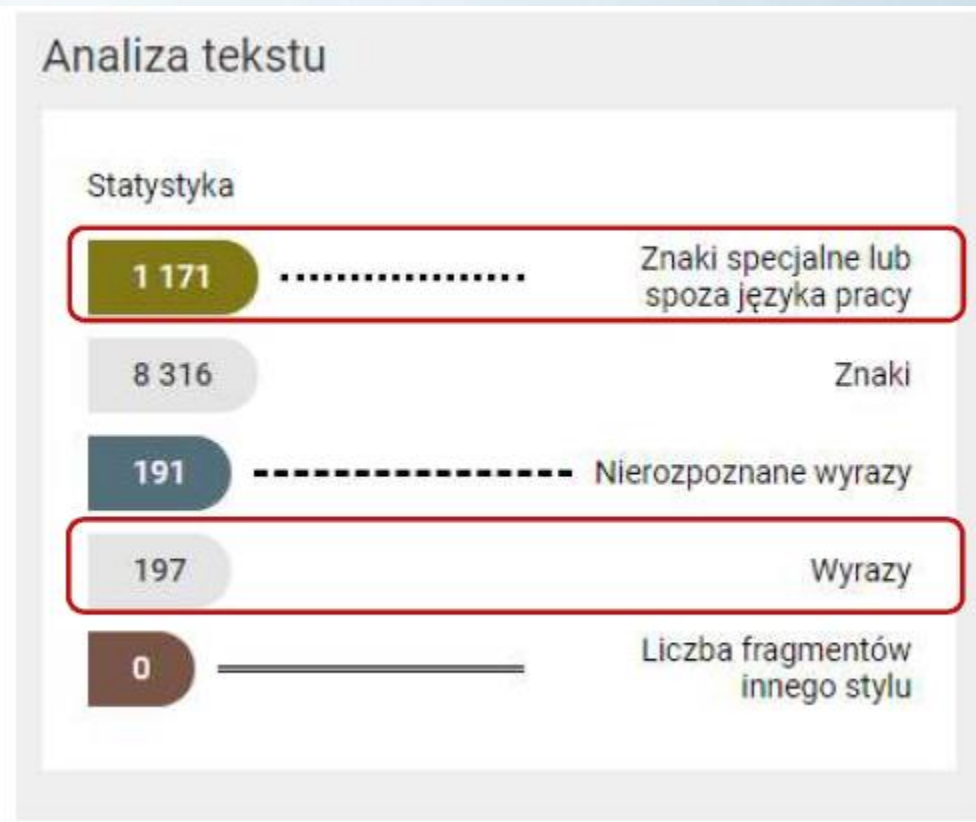 Analiza tekstu
Statystyka
1 171 Znaki specjalne lub
spoza języka pracy
8 316 Znaki
191 Nierozpoznane wyrazy
197 Wyrazy
0 Liczba fragmentów
innego stylu